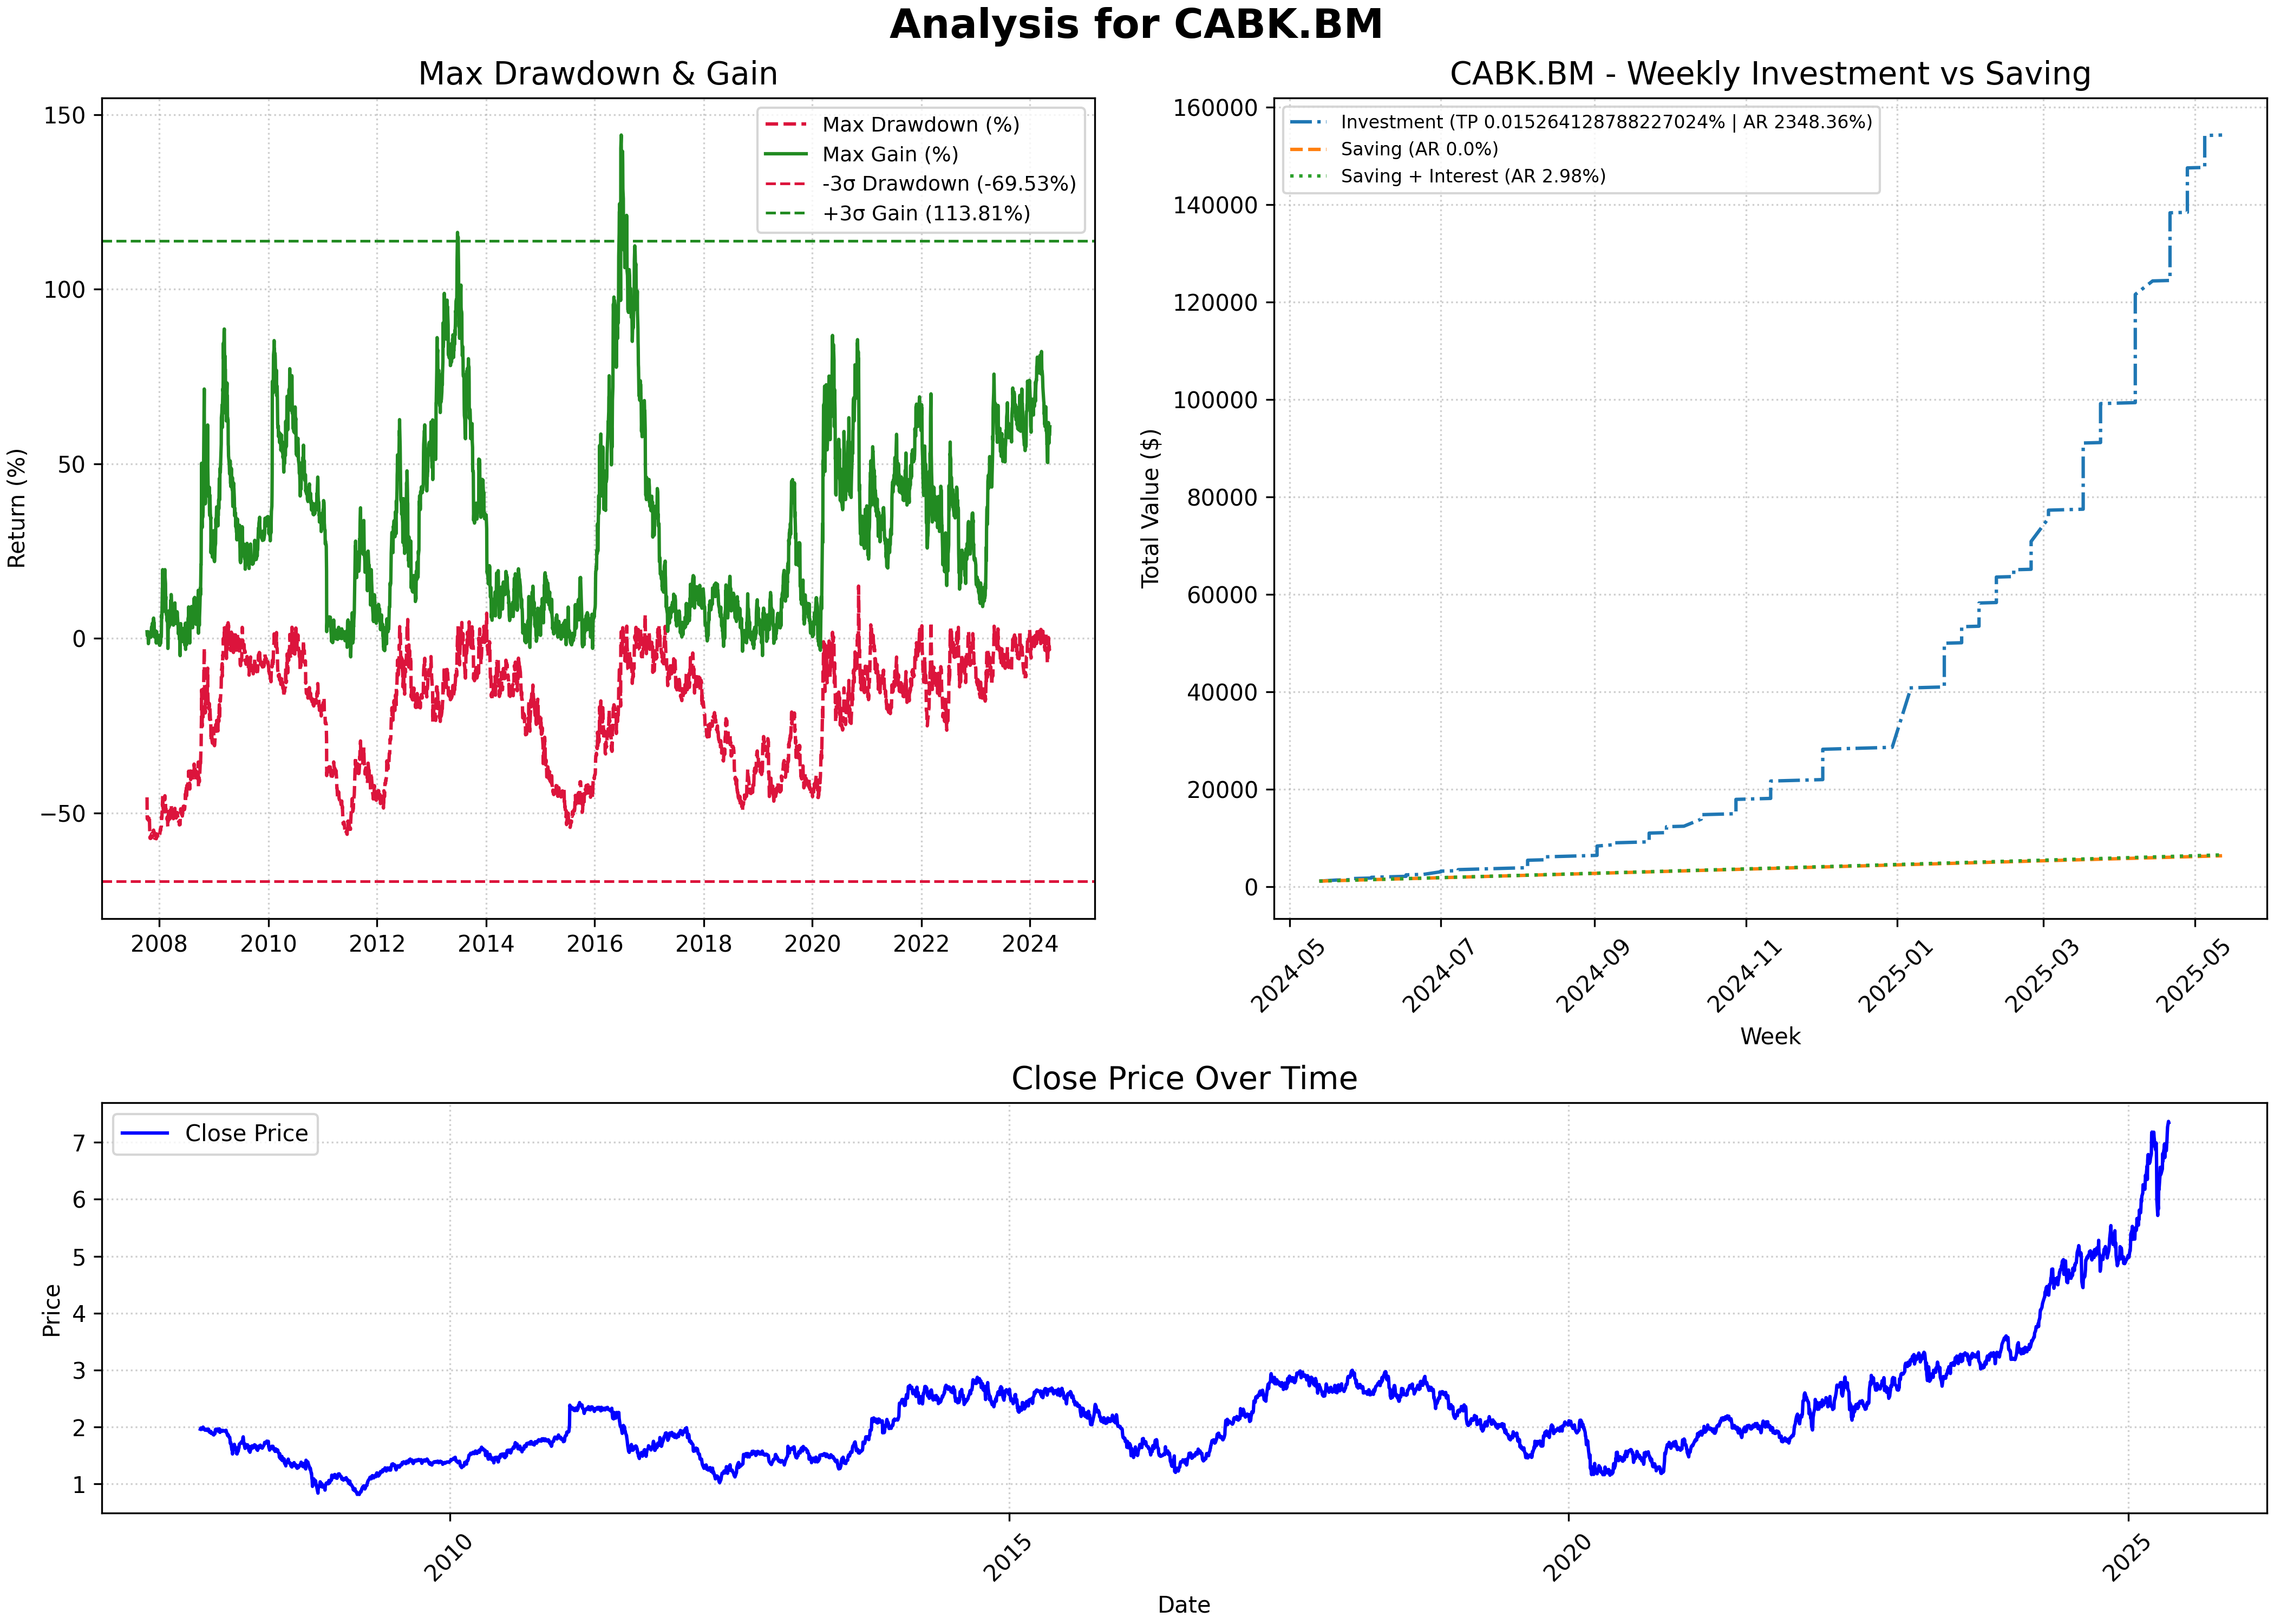 Analysis for CABK.BM
Max Drawdown & Gain
Return (%)
150
100
50
0
−50
2008
2010
2012
2014
2016
2018
2020
2022
2024
Max Drawdown (%)
Max Gain (%)
-3σ Drawdown (-69.53%)
+3σ Gain (113.81%)
CABK.BM - Weekly Investment vs Saving
Total Value ($)
160000
140000
120000
100000
80000
60000
40000
20000
0
Investment (TP 0.015264128788227024% | AR 2348.36%)
Saving (AR 0.0%)
Saving + Interest (AR 2.98%)
2024-05
2024-07
2024-09
2024-11
2025-01
2025-03
2025-05
Week
Close Price Over Time
Price
7
6
5
4
3
2
1
Close Price
2010
2015
2020
2025
Date